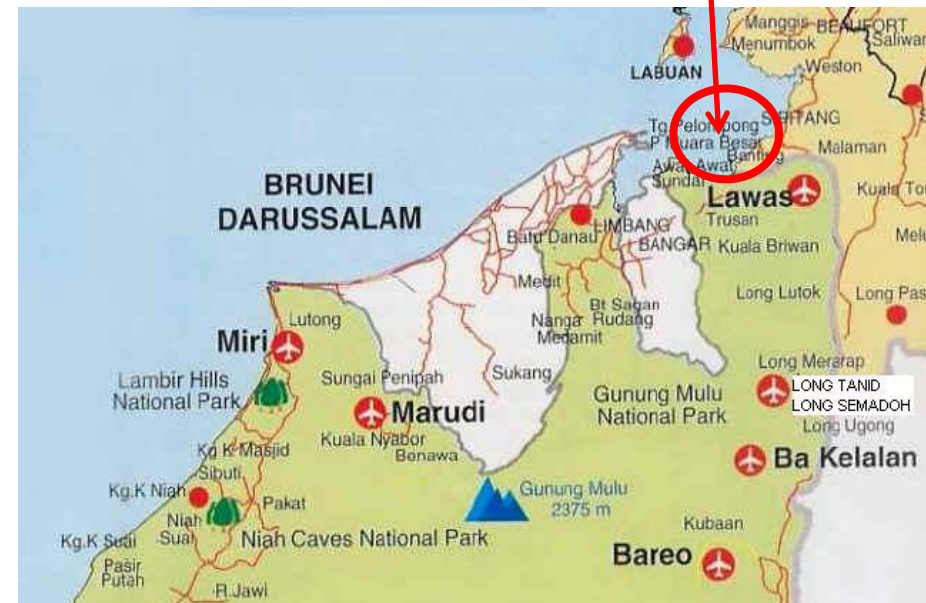 Manggis
BEAUFORT
Saliwan
Menumbok
Weston
LABUAN
Tg.Pelompong
SIPITANG
P Muara Besar
Banting
Malaman
Awat Awat
Sundar
BRUNEI
DARUSSALAM
Lawas
Trusan
LIMBANG
Batu Danau
BANGAR
Kuala Briwan
Medit
Long Lutok
Long Pas
Bt Sagan
Nanga Rudang
Medamit
Lutong
Miri
Long Merarap
Lambir Hills
National Park
Sungai Penipah
Sukang
Gunung Mulu
National Park
LONG TANID
LONG SEMADOH
Marudi
Long Ugong
Kuala Nyabor
Benawa
Kg.K Masjid
Sibuti
Ba Kelalan
Kg.K Niah
Pakat
Gunung Mulu
2375 m
Niah
Suai
Kubaan
Kg.K Suai
Niah Caves National Park
Pasir
Putah
Bareo
R.Jawi